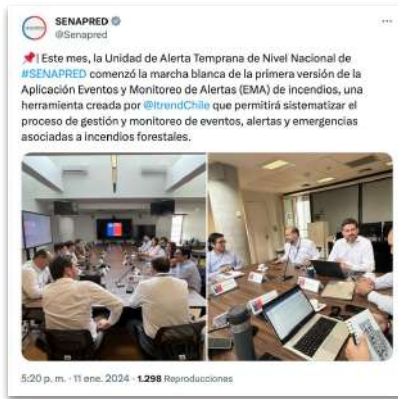 SENAPRED
@Senapred
| Este mes, la Unidad de Alerta Temprana de Nivel Nacional de
#SENAPRED comenzó la marcha blanca de la primera versión de la
Aplicación Eventos y Monitoreo de Alertas (EMA) de incendios, una
herramienta creada por @ItrendChile que permitirá sistematizar el
proceso de gestión y monitoreo de eventos, alertas y emergencias
asociadas a incendios forestales.
5:20 p. m. · 11 ene. 2024 · 1.298 Reproducciones